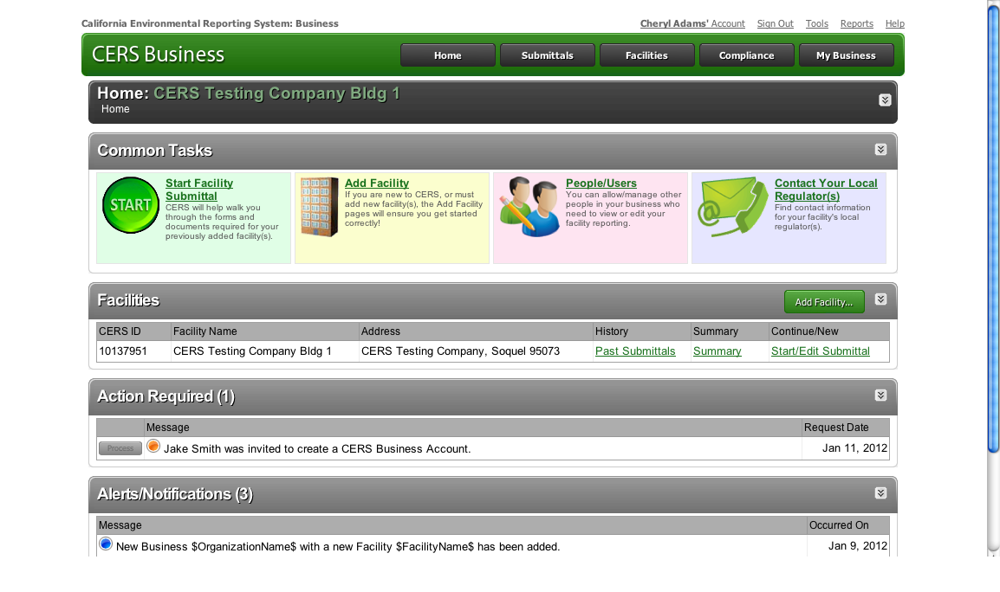 California Environmental Reporting System: Business
Cheryl Adams' Account Sign Out Tools Reports Help
CERS Business
Home Submittals Facilities Compliance My Business
Home: CERS Testing Company Bldg 1
Home
Common Tasks
START
Start Facility
Submittal
CERS will help walk you
through the forms and
documents required for your
previously added facility(s).
Add Facility
If you are new to CERS, or must
add new facility(s), the Add Facility
pages will ensure you get started
correctly!
People/Users
You can allow/manage other
people in your business who
need to view or edit your
facility reporting.
Contact Your Local
Regulator(s)
Find contact information
for your facility's local
regulator(s).
Facilities
Add Facility...
CERS ID Facility Name Address History Summary Continue/New
10137951 CERS Testing Company Bldg 1 CERS Testing Company, Soquel 95073 Past Submittals Summary Start/Edit Submittal
Action Required (1)
Message Request Date
Process Jake Smith was invited to create a CERS Business Account. Jan 11, 2012
Alerts/Notifications (3)
Message Occurred On
New Business $OrganizationName$ with a new Facility $FacilityName$ has been added. Jan 9, 2012